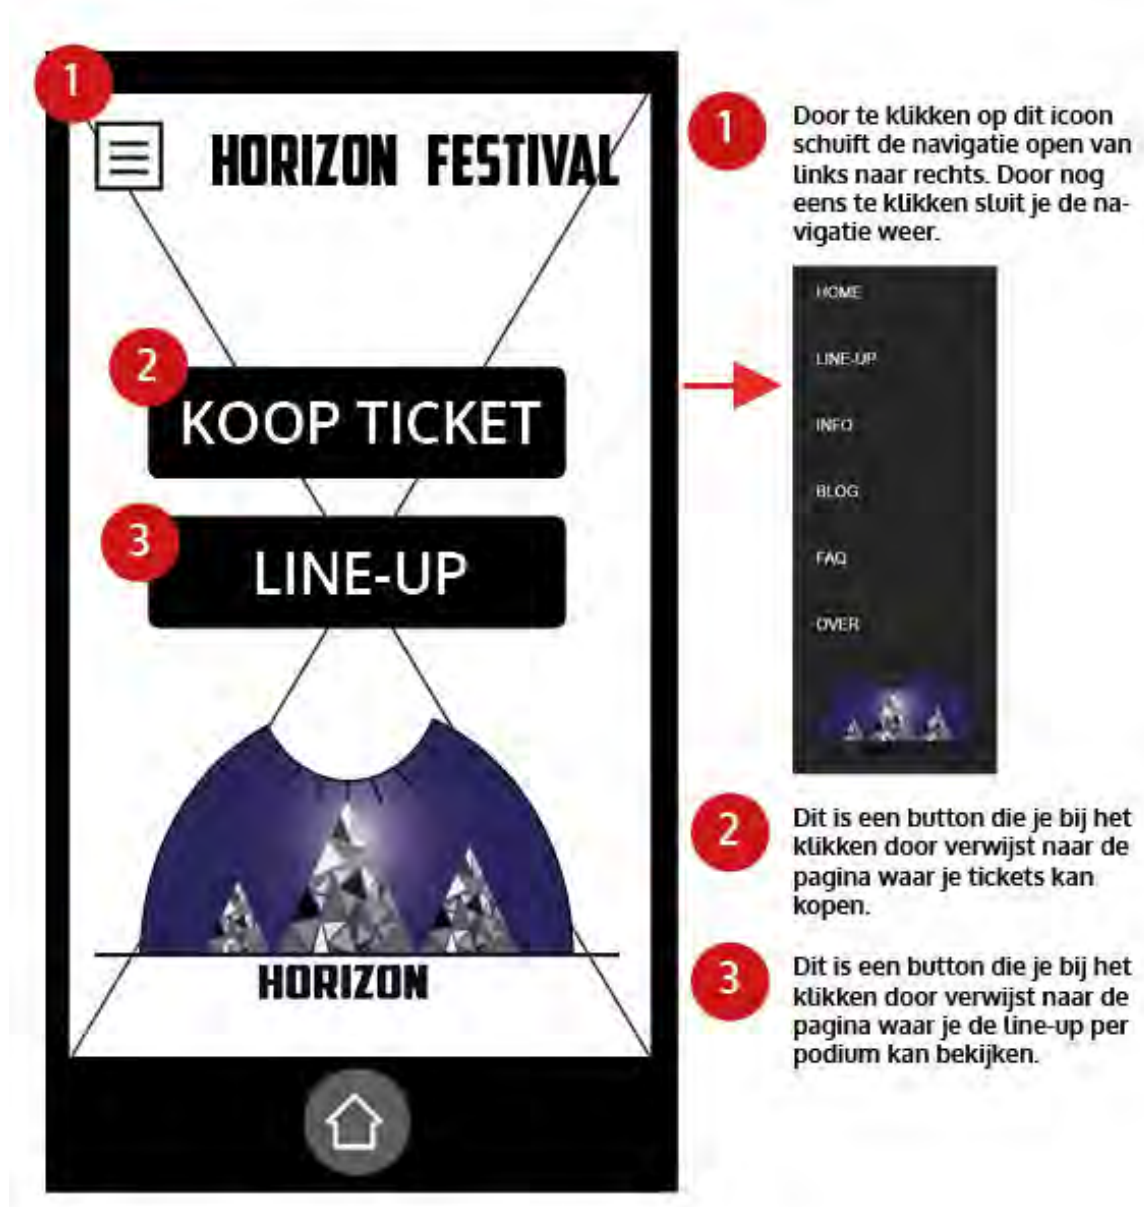 1
HORIZON FESTIVAL
2
KOOP TICKET
3
LINE-UP
HORIZON
1
Door te klikken op dit icoon
schuift de navigatie open van
links naar rechts. Door nog
eens te klikken sluit je de na-
vigatie weer.
HOME
LINE-UP
INFO
BLOG
FAQ
OVER
2
Dit is een button die je bij het
klikken door verwijst naar de
pagina waar je tickets kan
kopen.
3
Dit is een button die je bij het
klikken door verwijst naar de
pagina waar je de line-up per
podium kan bekijken.